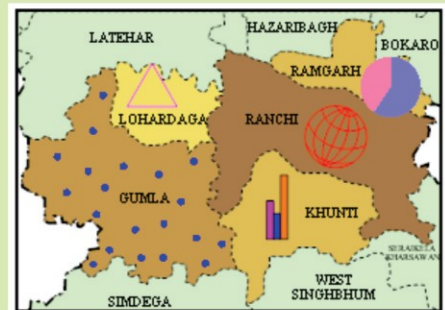 HAZARIBAGH
LATEHAR
BOKARO
RAMGARH
LOHARDAGA
RANCHI
GUMLA
KHUNTI
SERAIKELA
KHARSAWAN
WEST
SINGHBHUM
SIMDEGA